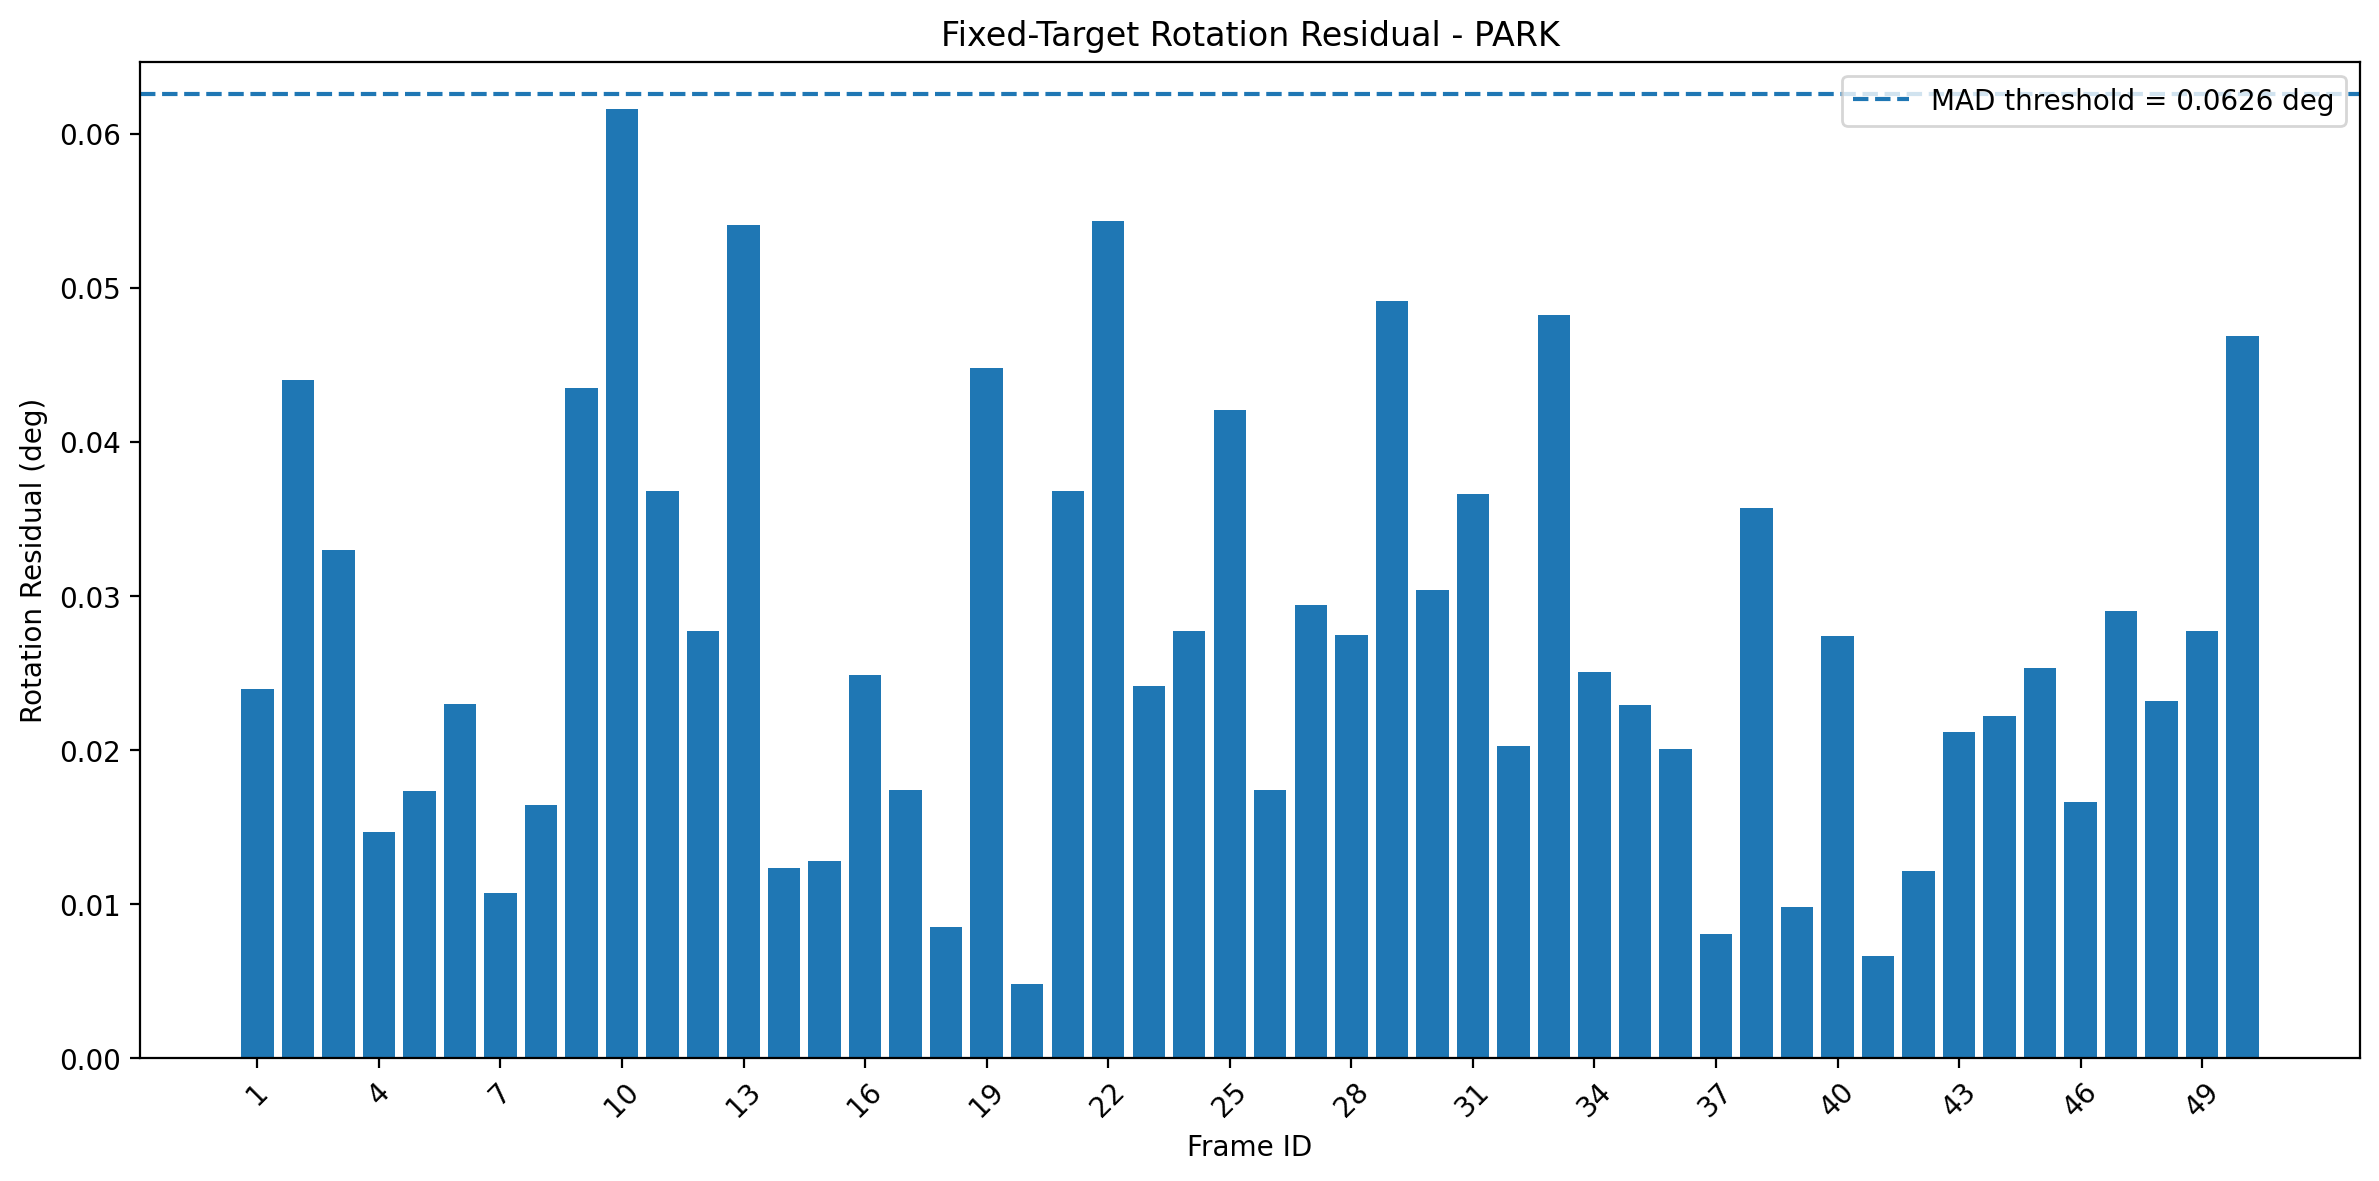 Fixed-Target Rotation Residual - PARK
MAD threshold = 0.0626 deg
Rotation Residual (deg)
0.06
0.05
0.04
0.03
0.02
0.01
0.00
1 4 7 10 13 16 19 22 25 28 31 34 37 40 43 46 49
Frame ID